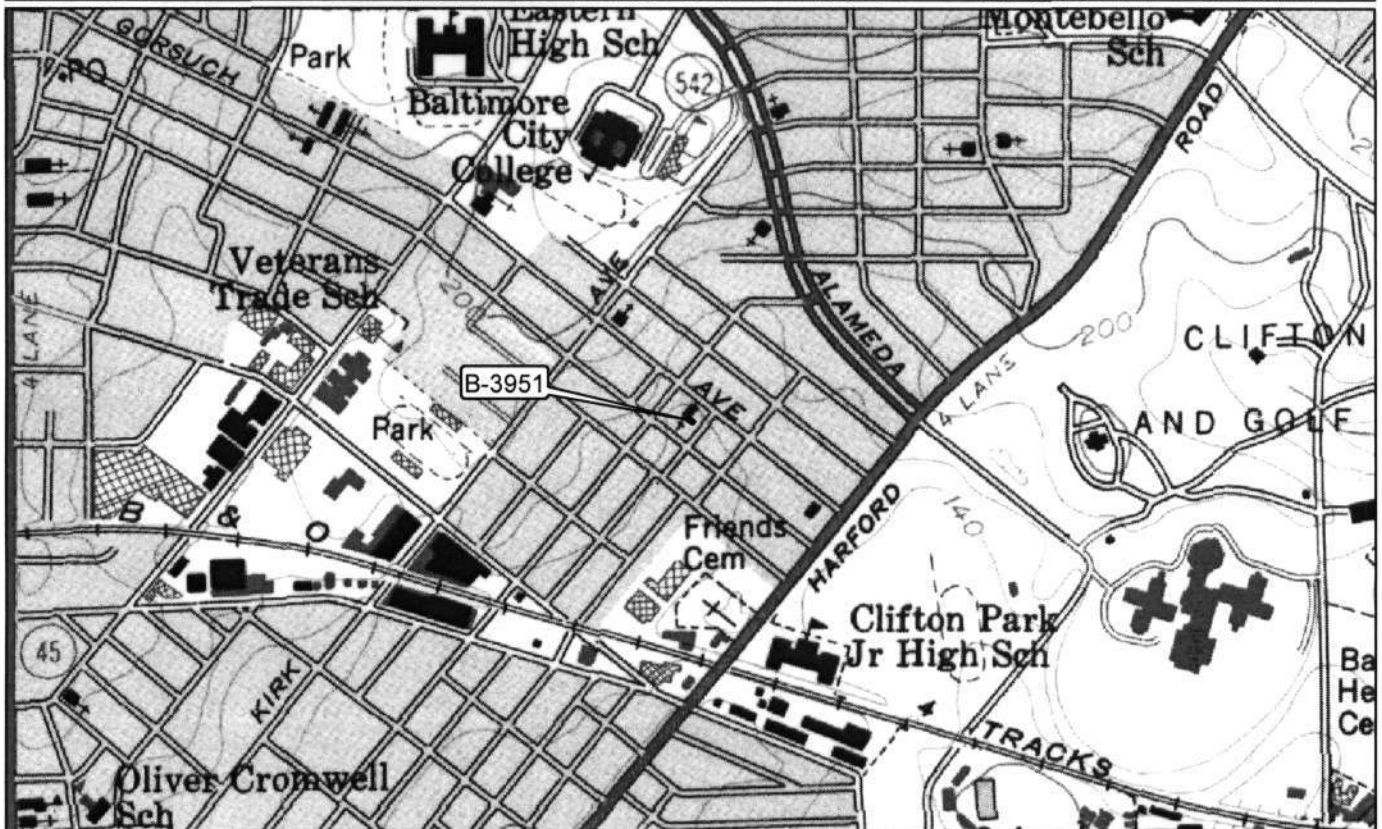 Eastern
High Sch
Montebello
Sch
GORSUCH
Park
PO
542
Baltimore
City
College
ROAD
Veterans
Trade Sch
AVE
4 LANE
200
ALAMEDA
200
CLIFTON
B-3951
AVE
4 LANE
AND GOLF
Park
B & O
HARFORD
140
Friends
Cem
Clifton Park
Jr High Sch
45
KIRK
Ba
He
Ce
4 TRACKS
Oliver Cromwell
Sch